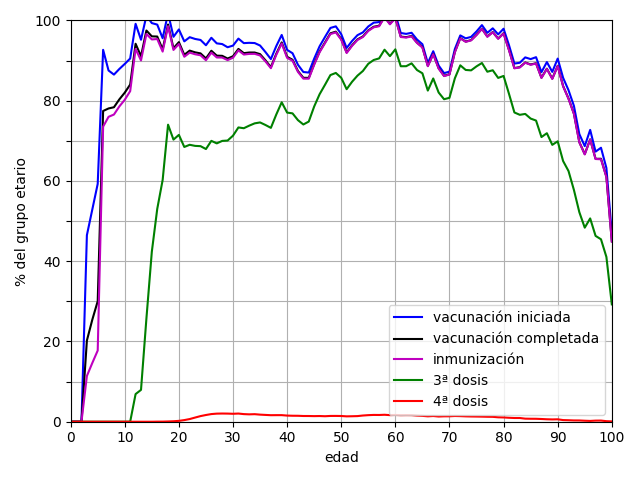 100
80
60
40
20
0
% del grupo etario
0 10 20 30 40 50 60 70 80 90 100
edad
vacunación iniciada
vacunación completada
inmunización
3ª dosis
4ª dosis